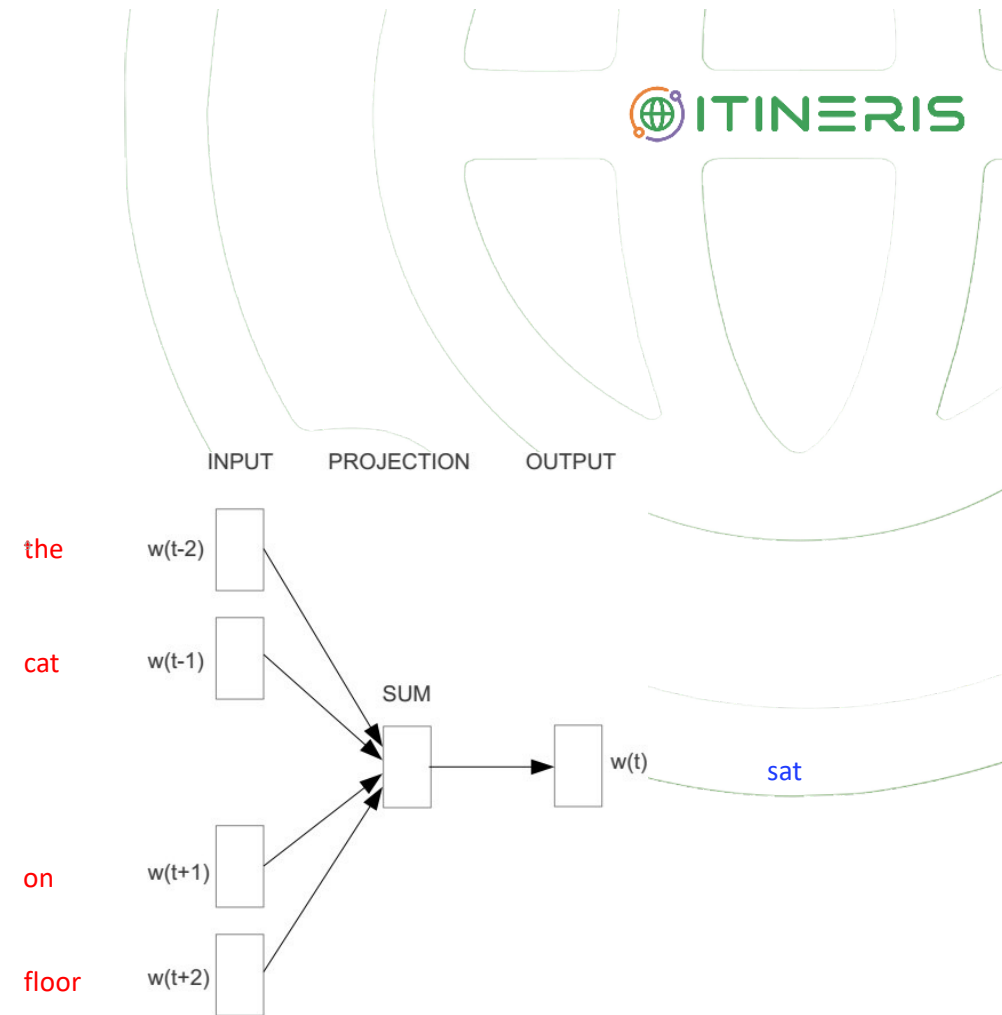 ITINERIS
INPUT PROJECTION OUTPUT
the w(t-2)
cat w(t-1)
SUM
w(t) sat
on w(t+1)
floor w(t+2)